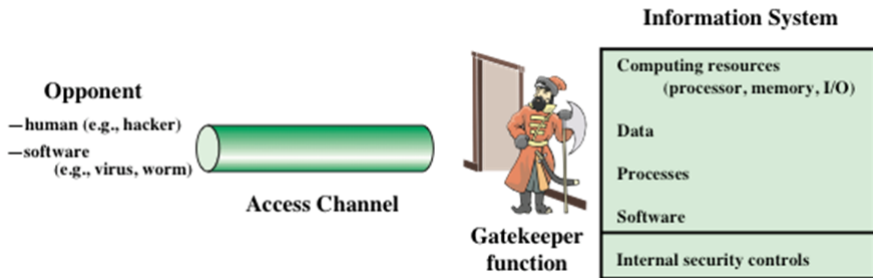 Information System
Opponent
—human (e.g., hacker)
—software
(e.g., virus, worm)
Access Channel
Gatekeeper
function
Computing resources
(processor, memory, I/O)
Data
Processes
Software
Internal security controls